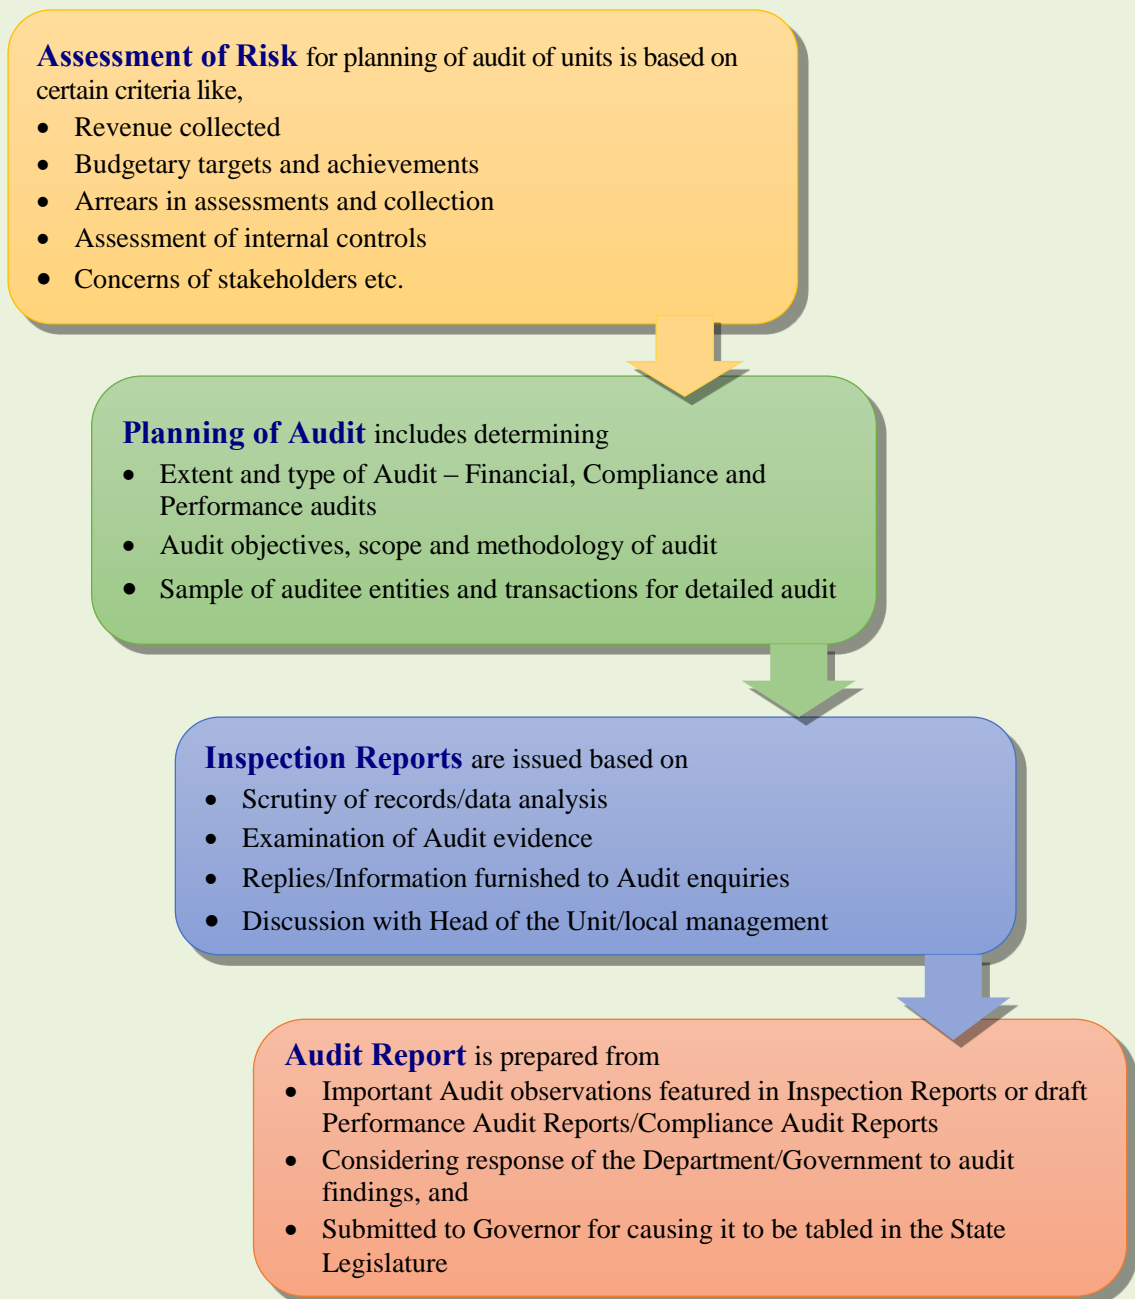 Assessment of Risk for planning of audit of units is based on
certain criteria like,
• Revenue collected
• Budgetary targets and achievements
• Arrears in assessments and collection
• Assessment of internal controls
• Concerns of stakeholders etc.
Planning of Audit includes determining
• Extent and type of Audit – Financial, Compliance and
Performance audits
• Audit objectives, scope and methodology of audit
• Sample of auditee entities and transactions for detailed audit
Inspection Reports are issued based on
• Scrutiny of records/data analysis
• Examination of Audit evidence
• Replies/Information furnished to Audit enquiries
• Discussion with Head of the Unit/local management
Audit Report is prepared from
• Important Audit observations featured in Inspection Reports or draft
Performance Audit Reports/Compliance Audit Reports
• Considering response of the Department/Government to audit
findings, and
• Submitted to Governor for causing it to be tabled in the State
Legislature